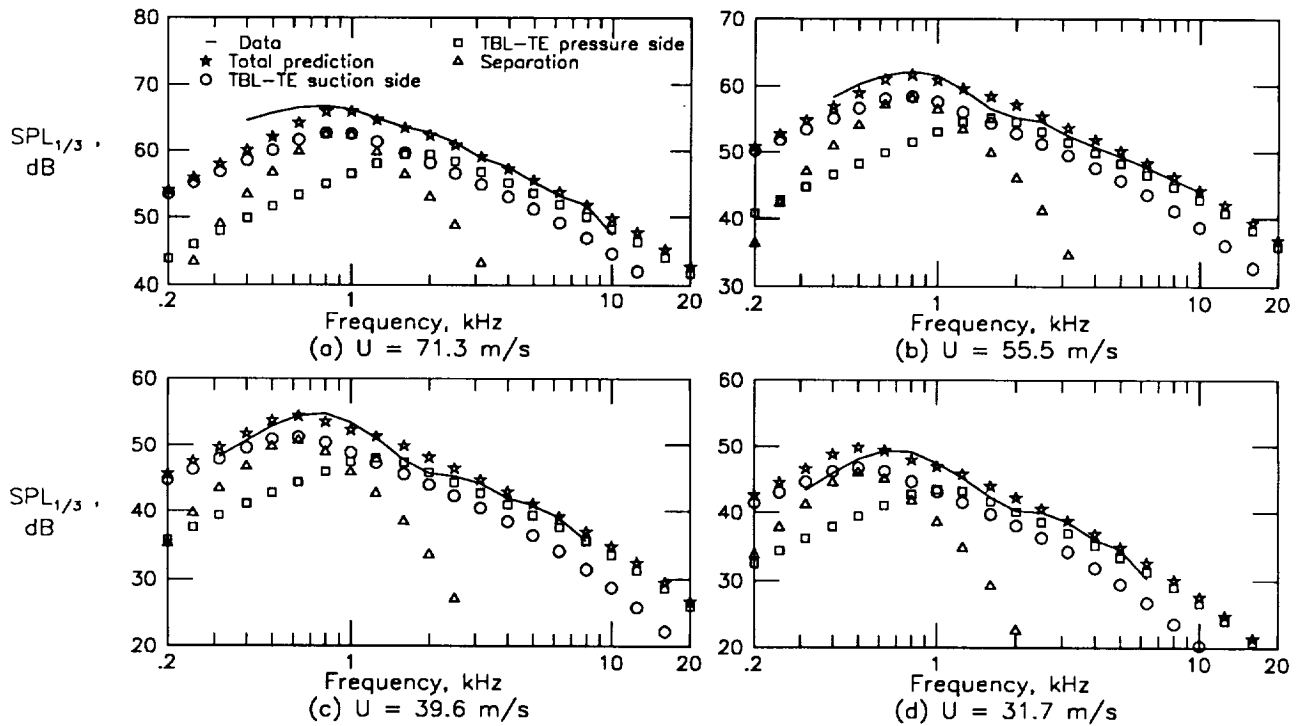 80
70
60
50
40
SPL1/3 ,
dB
— Data
☆ Total prediction
○ TBL-TE suction side
□ TBL-TE pressure side
△ Separation
.2 1 10 20
Frequency, kHz
(a) U = 71.3 m/s
70
60
50
40
30
.2 1 10 20
Frequency, kHz
(b) U = 55.5 m/s
60
50
40
30
20
SPL1/3 ,
dB
.2 1 10 20
Frequency, kHz
(c) U = 39.6 m/s
60
50
40
30
20
.2 1 10 20
Frequency, kHz
(d) U = 31.7 m/s